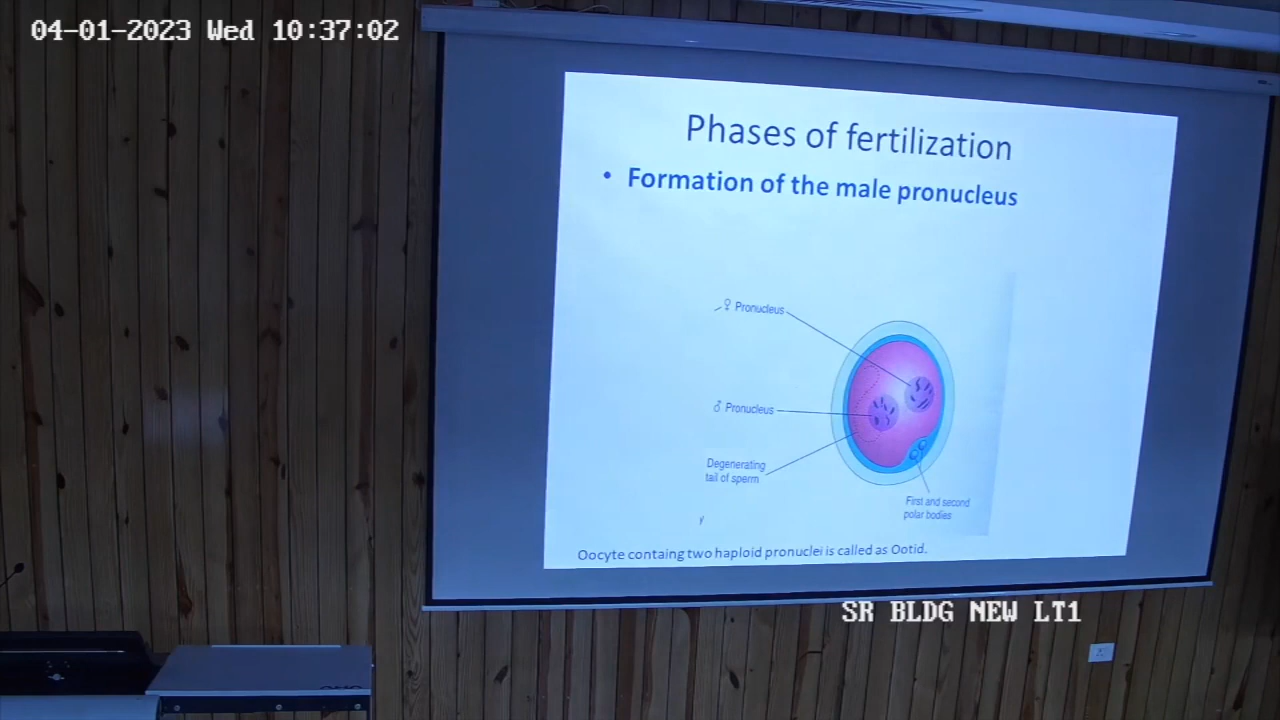 04-01-2023 Wed 10:37:02
Phases of fertilization
• Formation of the male pronucleus
♀ Pronucleus
♂ Pronucleus
Degenerating
tail of sperm
First and second
polar bodies
y
Oocyte containg two haploid pronuclei is called as Ootid.
SR BLDG NEW LT1